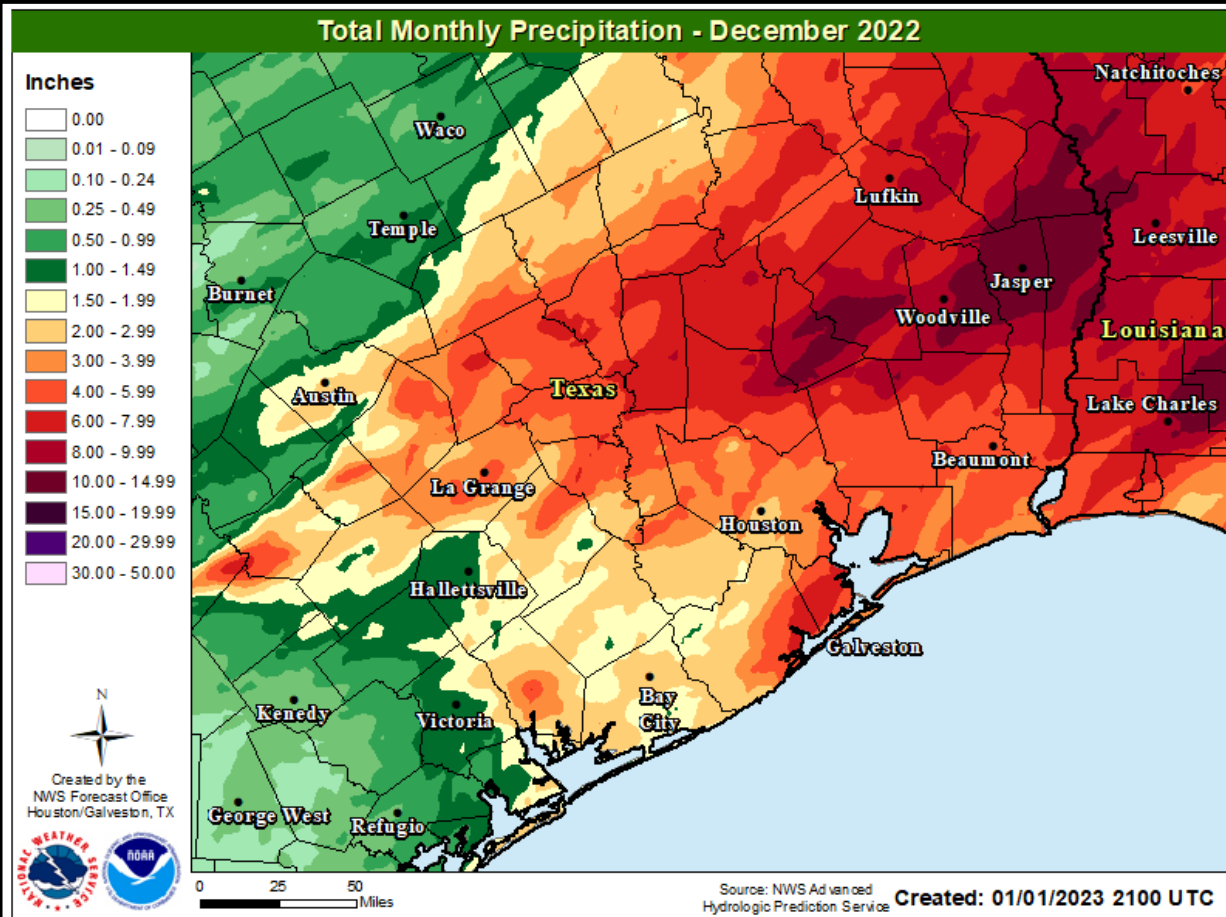 Total Monthly Precipitation - December 2022
Inches
0.00
0.01 - 0.09
0.10 - 0.24
0.25 - 0.49
0.50 - 0.99
1.00 - 1.49
1.50 - 1.99
2.00 - 2.99
3.00 - 3.99
4.00 - 5.99
6.00 - 7.99
8.00 - 9.99
10.00 - 14.99
15.00 - 19.99
20.00 - 29.99
30.00 - 50.00
Natchitoches
Waco
Lufkin
Temple
Leesville
Burnet
Jasper
Woodville
Louisiana
Austin
Texas
Lake Charles
Beaumont
La Grange
Houston
Hallettsville
Galveston
Kenedy
Victoria
Bay
City
George West
Refugio
N
Created by the
NWS Forecast Office
Houston/Galveston, TX
NATIONAL WEATHER SERVICE
NOAA
0 25 50
Miles
Source: NWS Advanced
Hydrologic Prediction Service
Created: 01/01/2023 2100 UTC